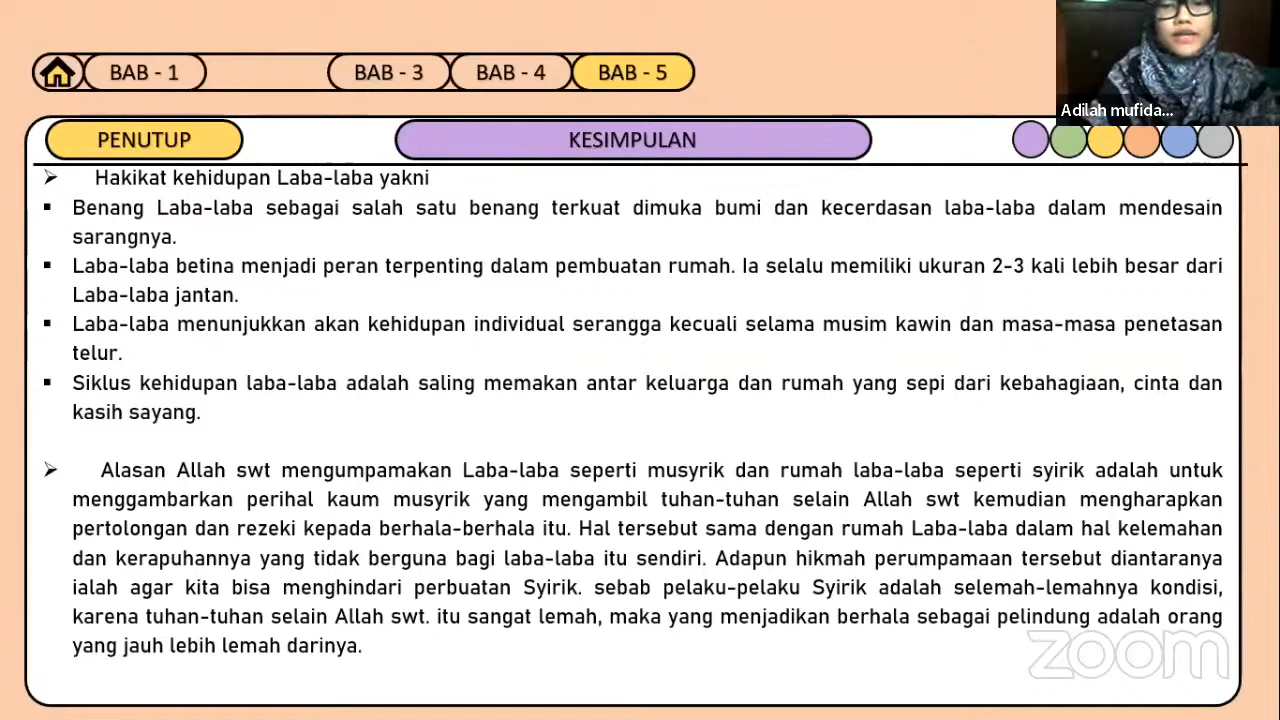 BAB - 1
BAB - 3
BAB - 4
BAB - 5
Adilah mufida...
PENUTUP
KESIMPULAN
Hakikat kehidupan Laba-laba yakni
Benang Laba-laba sebagai salah satu benang terkuat dimuka bumi dan kecerdasan laba-laba dalam mendesain
sarangnya.
Laba-laba betina menjadi peran terpenting dalam pembuatan rumah. Ia selalu memiliki ukuran 2-3 kali lebih besar dari
Laba-laba jantan.
Laba-laba menunjukkan akan kehidupan individual serangga kecuali selama musim kawin dan masa-masa penetasan
telur.
Siklus kehidupan laba-laba adalah saling memakan antar keluarga dan rumah yang sepi dari kebahagiaan, cinta dan
kasih sayang.
Alasan Allah swt mengumpamakan Laba-laba seperti musyrik dan rumah laba-laba seperti syirik adalah untuk
menggambarkan perihal kaum musyrik yang mengambil tuhan-tuhan selain Allah swt kemudian mengharapkan
pertolongan dan rezeki kepada berhala-berhala itu. Hal tersebut sama dengan rumah Laba-laba dalam hal kelemahan
dan kerapuhannya yang tidak berguna bagi laba-laba itu sendiri. Adapun hikmah perumpamaan tersebut diantaranya
ialah agar kita bisa menghindari perbuatan Syirik. sebab pelaku-pelaku Syirik adalah selemah-lemahnya kondisi,
karena tuhan-tuhan selain Allah swt. itu sangat lemah, maka yang menjadikan berhala sebagai pelindung adalah orang
yang jauh lebih lemah darinya.
zoom